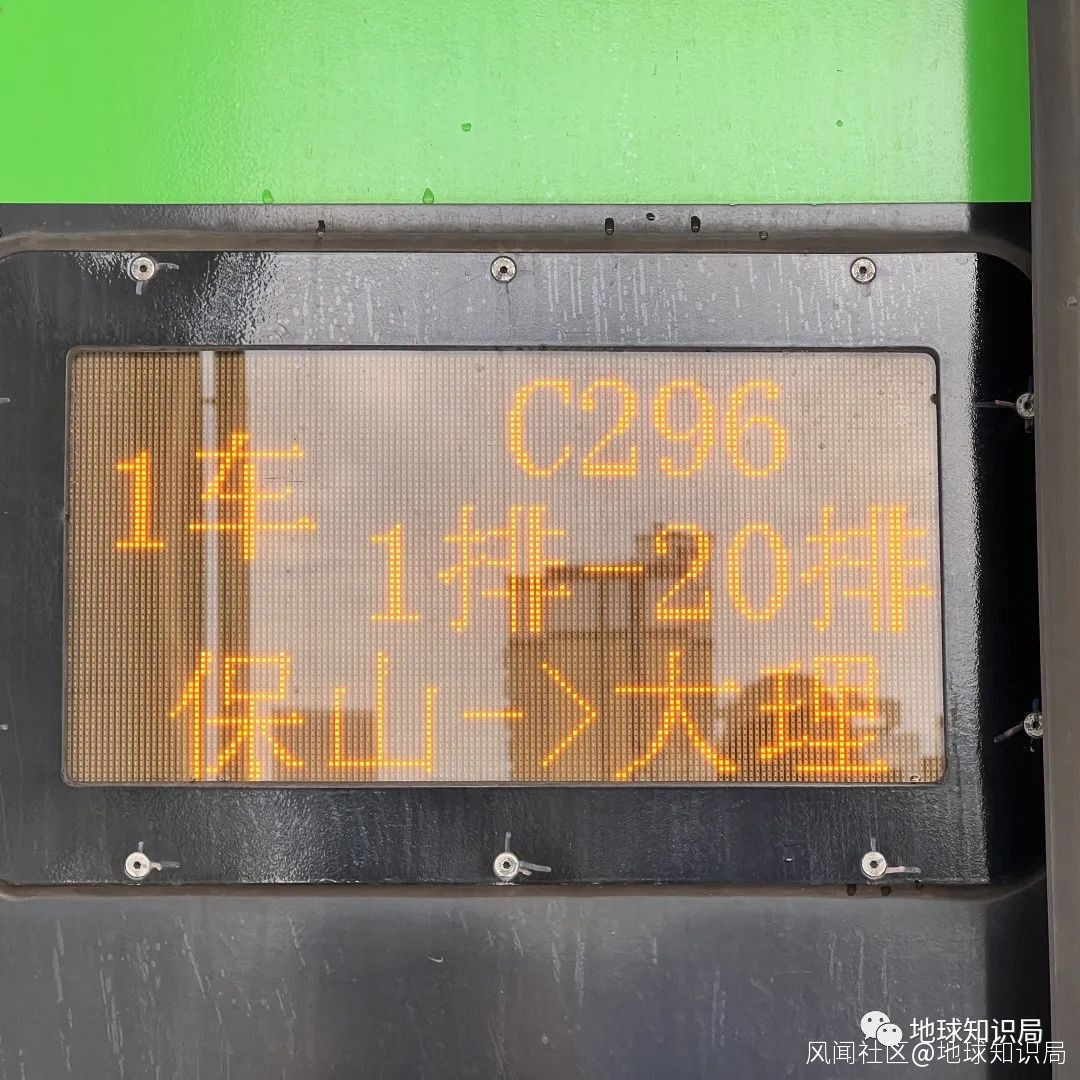 C296
1车
1排-20排
保山->大理
地球知识局
风闻社区@地球知识局